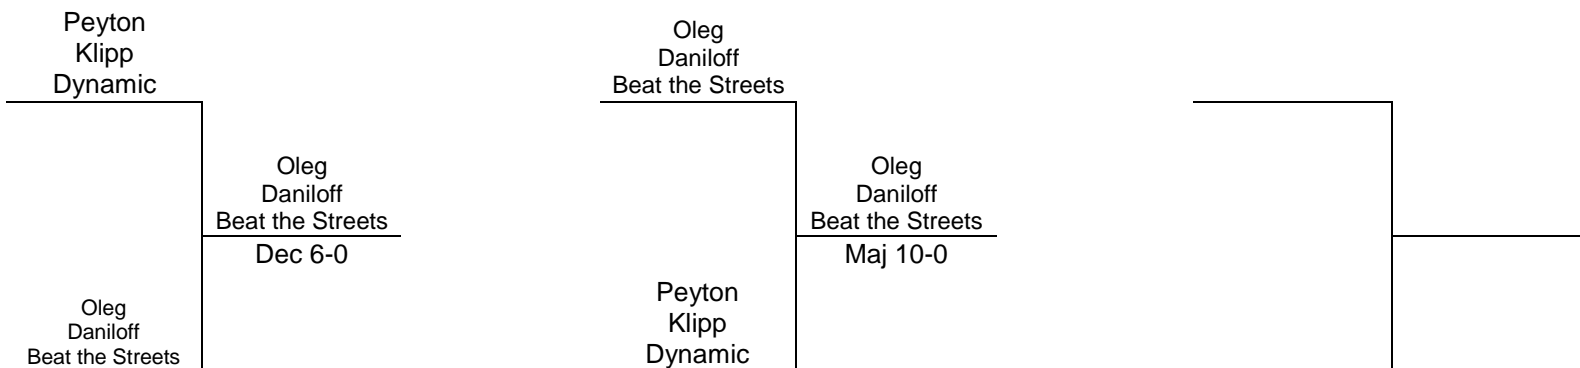 Peyton
Klipp
Dynamic
Oleg
Daniloff
Beat the Streets
Dec 6-0
Oleg
Daniloff
Beat the Streets
Oleg
Daniloff
Beat the Streets
Oleg
Daniloff
Beat the Streets
Maj 10-0
Peyton
Klipp
Dynamic